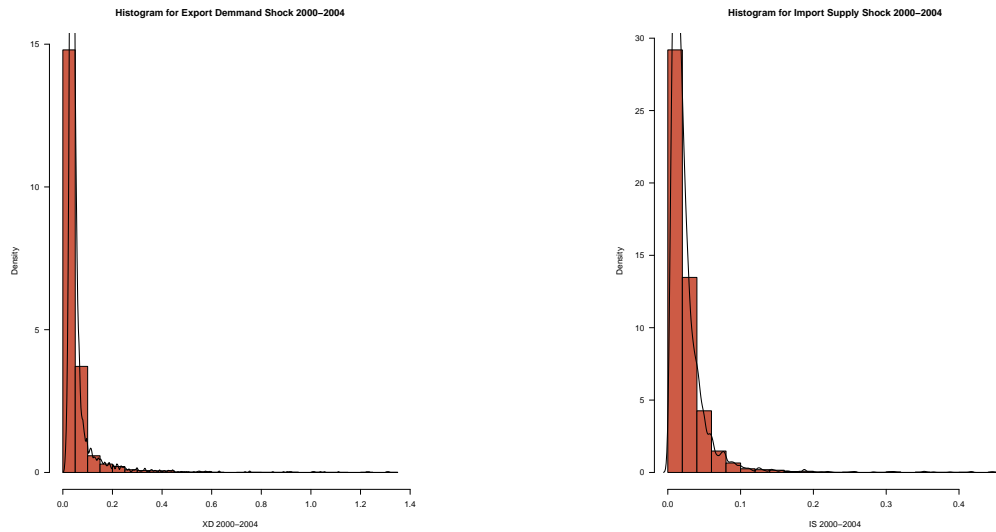 Histogram for Export Demmand Shock 2000−2004
Density
15
10
5
0
0.0 0.2 0.4 0.6 0.8 1.0 1.2 1.4
XD 2000−2004
Histogram for Import Supply Shock 2000−2004
Density
30
25
20
15
10
5
0
0.0 0.1 0.2 0.3 0.4
IS 2000−2004